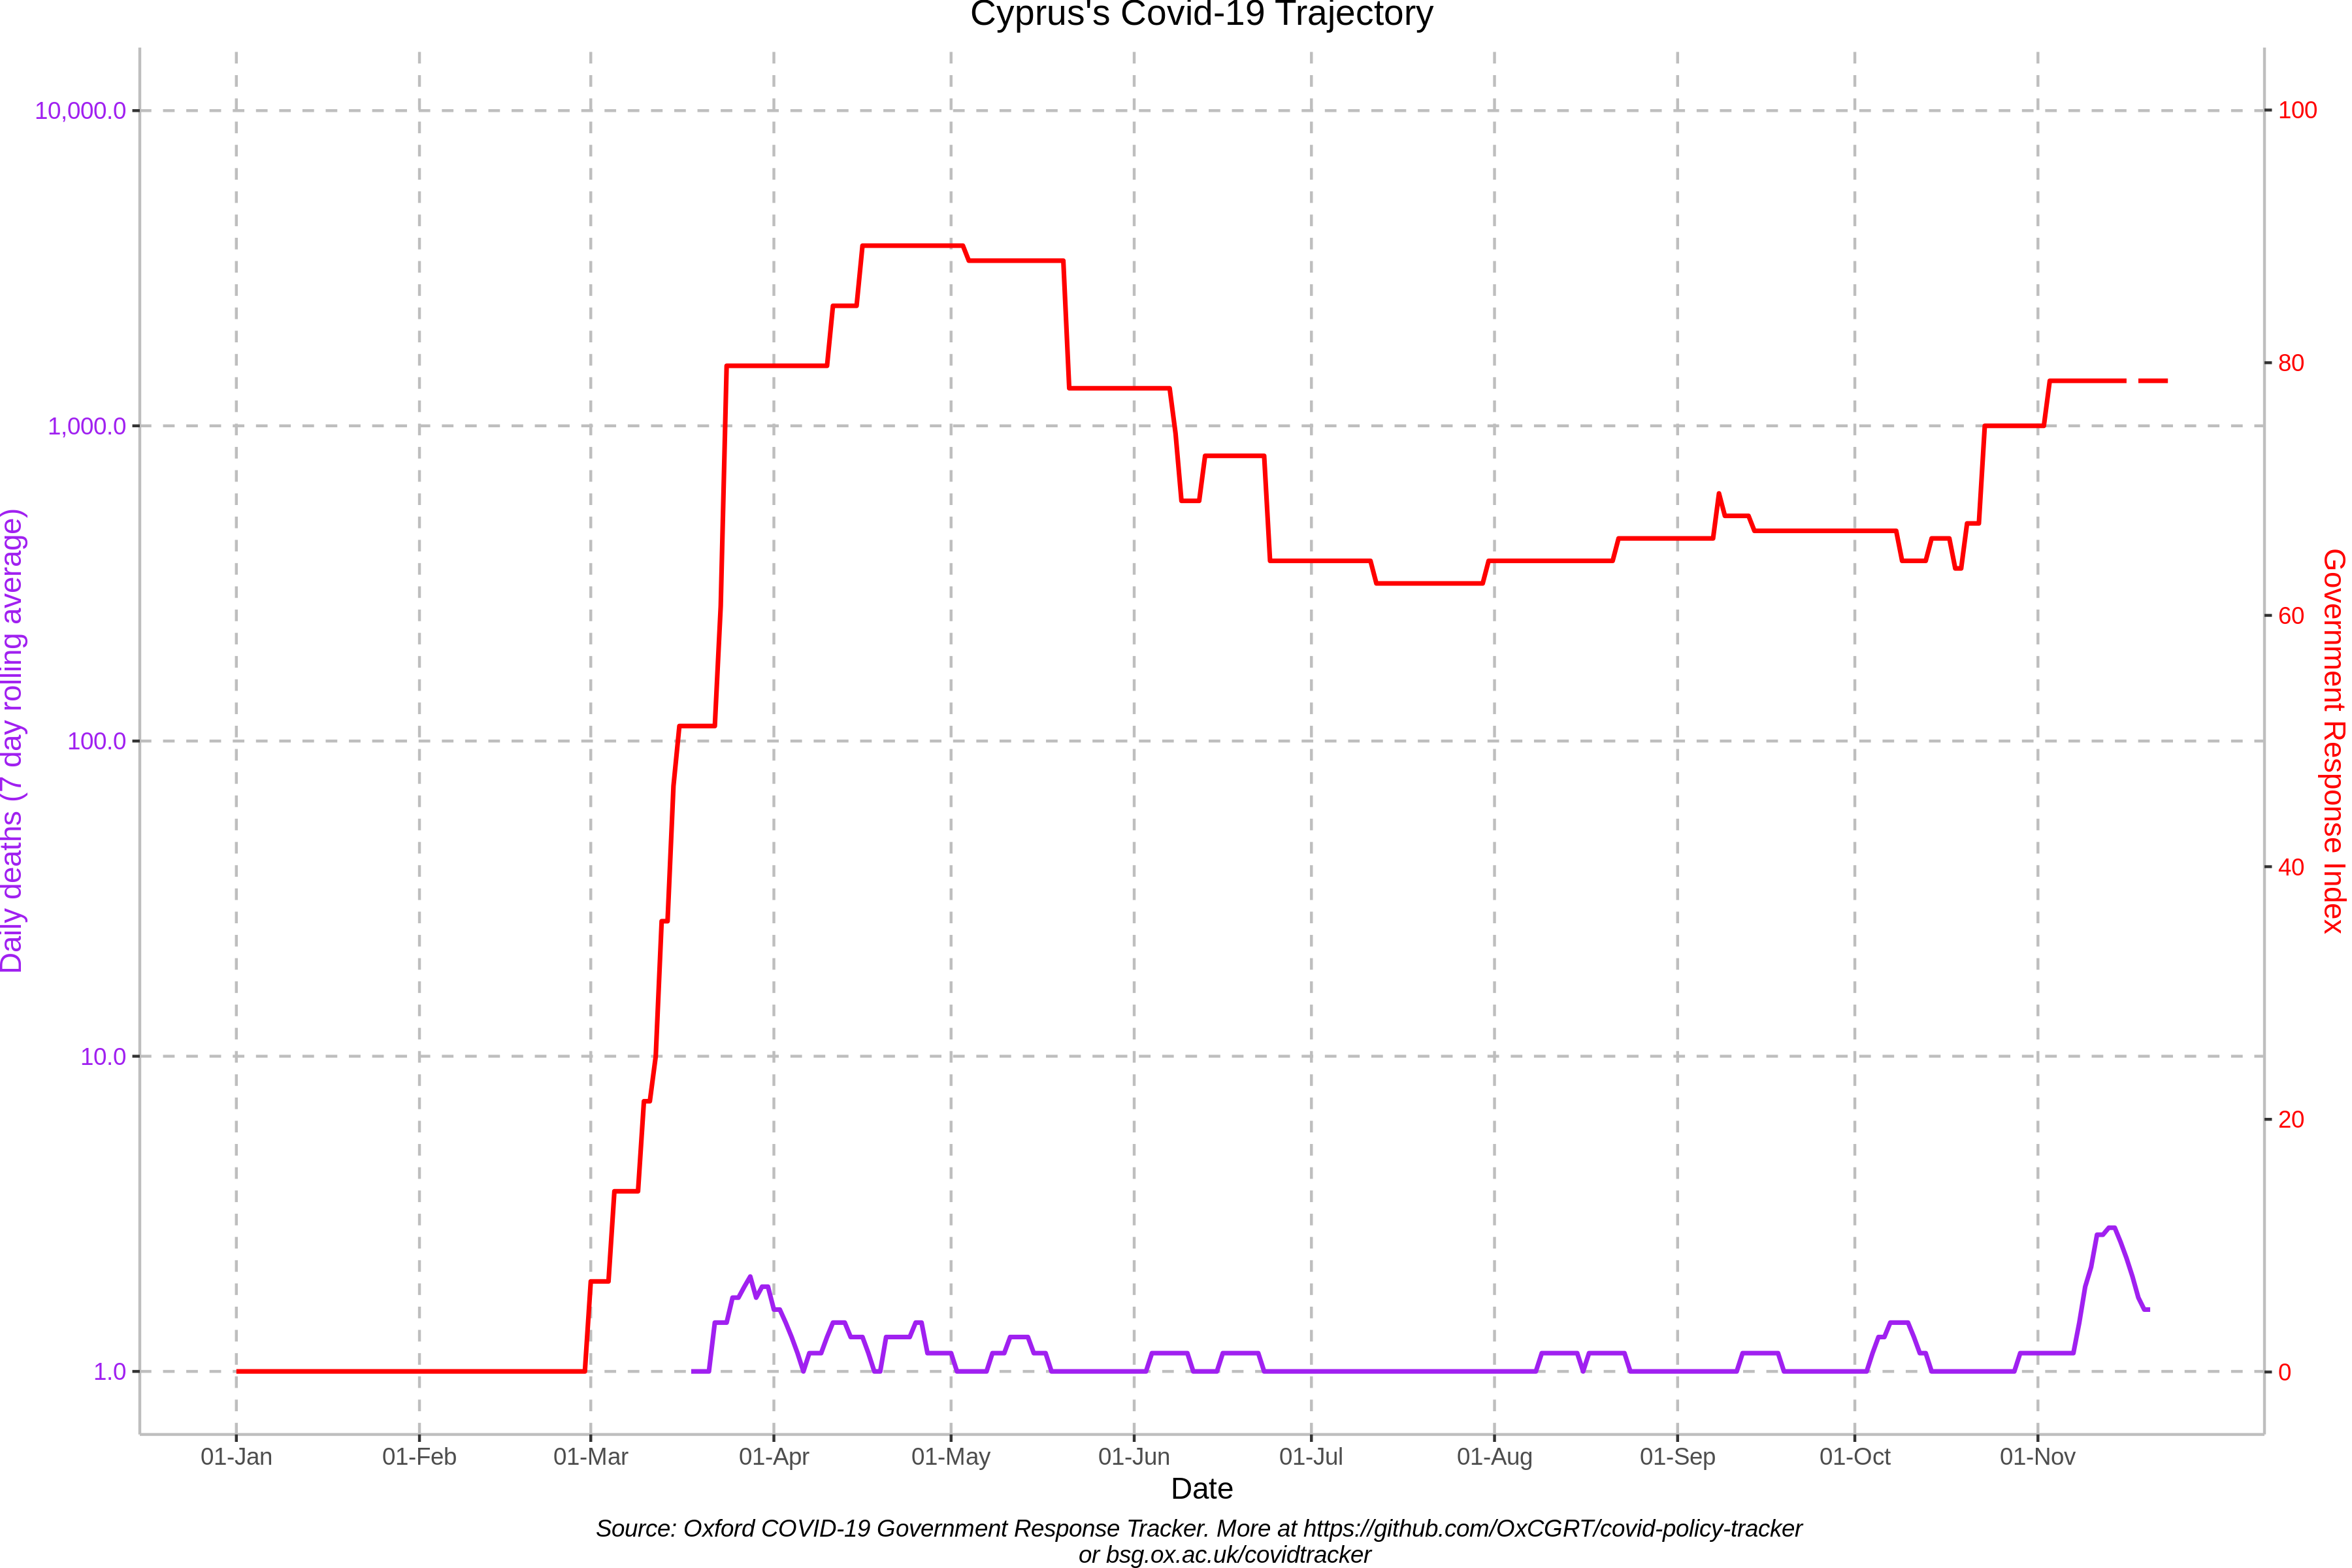 Cyprus's Covid-19 Trajectory
10,000.0
1,000.0
100.0
10.0
1.0
Daily deaths (7 day rolling average)
100
80
60
40
20
0
Government Response Index
01-Jan 01-Feb 01-Mar 01-Apr 01-May 01-Jun 01-Jul 01-Aug 01-Sep 01-Oct 01-Nov
Date
Source: Oxford COVID-19 Government Response Tracker. More at https://github.com/OxCGRT/covid-policy-tracker
or bsg.ox.ac.uk/covidtracker